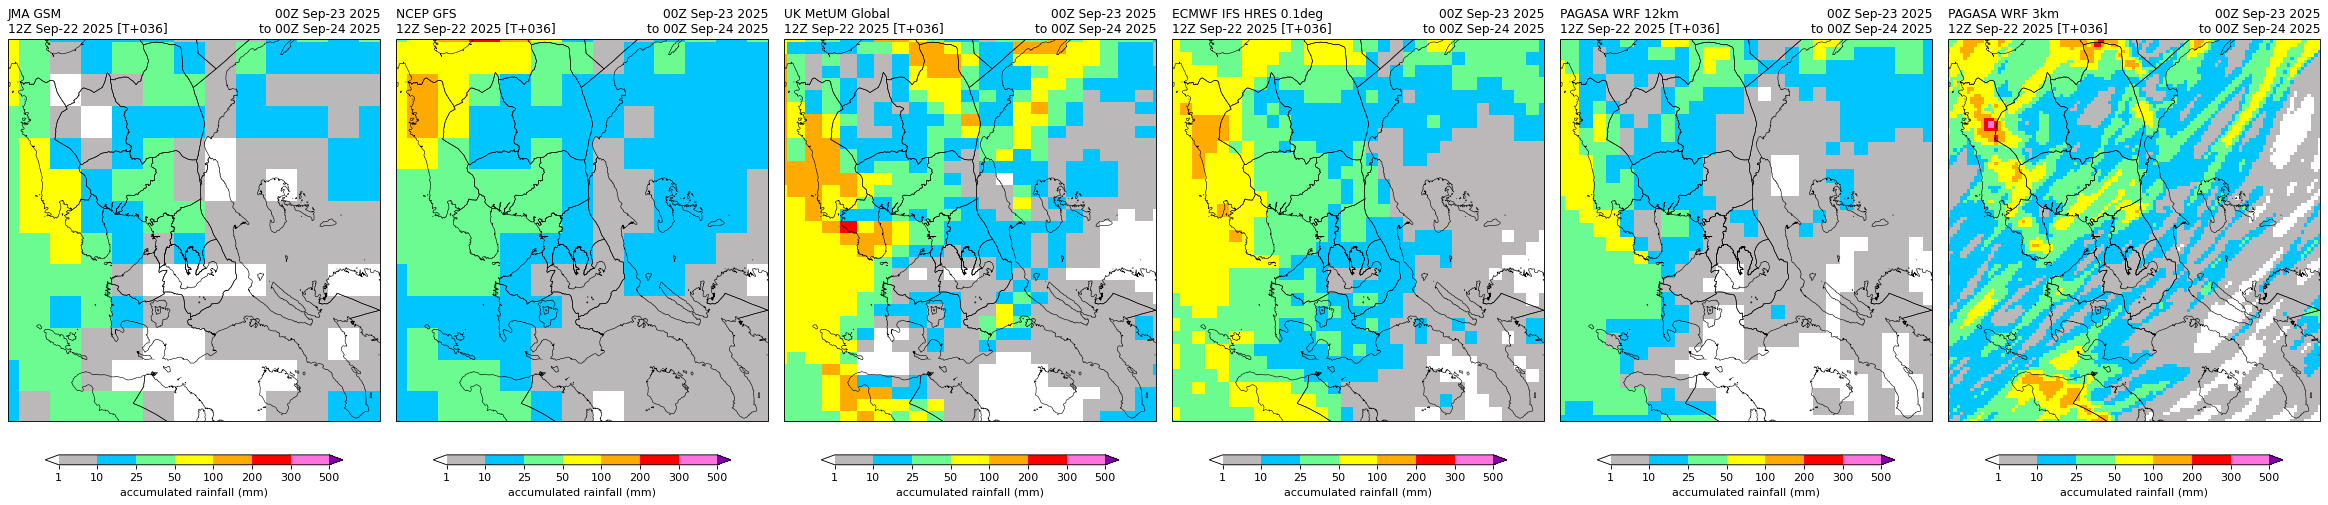 JMA GSM 00Z Sep-23 2025
12Z Sep-22 2025 [T+036] to 00Z Sep-24 2025
1 10 25 50 100 200 300 500
accumulated rainfall (mm)
NCEP GFS 00Z Sep-23 2025
12Z Sep-22 2025 [T+036] to 00Z Sep-24 2025
1 10 25 50 100 200 300 500
accumulated rainfall (mm)
UK MetUM Global 00Z Sep-23 2025
12Z Sep-22 2025 [T+036] to 00Z Sep-24 2025
1 10 25 50 100 200 300 500
accumulated rainfall (mm)
ECMWF IFS HRES 0.1deg 00Z Sep-23 2025
12Z Sep-22 2025 [T+036] to 00Z Sep-24 2025
1 10 25 50 100 200 300 500
accumulated rainfall (mm)
PAGASA WRF 12km 00Z Sep-23 2025
12Z Sep-22 2025 [T+036] to 00Z Sep-24 2025
1 10 25 50 100 200 300 500
accumulated rainfall (mm)
PAGASA WRF 3km 00Z Sep-23 2025
12Z Sep-22 2025 [T+036] to 00Z Sep-24 2025
1 10 25 50 100 200 300 500
accumulated rainfall (mm)